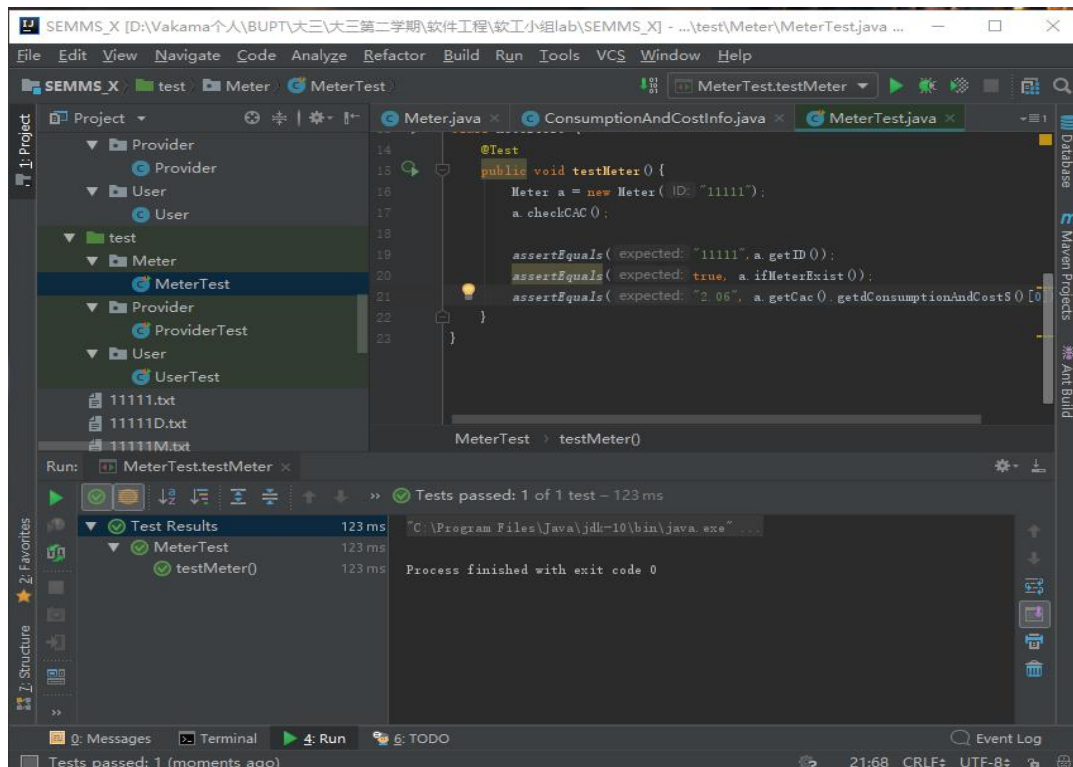 SEMMS_X [D:\Vakama个人\BUPT\大三\大三第二学期\软件工程\软工小组lab\SEMMS_X] - ...\test\Meter\MeterTest.java ...
File Edit View Navigate Code Analyze Refactor Build Run Tools VCS Window Help
SEMMS_X test Meter MeterTest MeterTest.testMeter
1: Project Project Meter.java ConsumptionAndCostInfo.java MeterTest.java Database
Provider
Provider
User
User
test
Meter
MeterTest
Provider
ProviderTest
User
UserTest
11111.txt
11111D.txt
11111M.txt
14 @Test
15 public void testMeter() {
16 Meter a = new Meter( ID: "11111");
17 a.checkCAC();
18
19 assertEquals( expected: "11111", a.getID());
20 assertEquals( expected: true, a.ifMeterExist());
21 assertEquals( expected: "2.06", a.getCac().getdConsumptionAndCostS()[0]
22 }
23 }
Maven Projects
Ant Build
MeterTest testMeter()
Run: MeterTest.testMeter
Tests passed: 1 of 1 test – 123 ms
Test Results 123 ms
MeterTest 123 ms
testMeter() 123 ms
"C:\Program Files\Java\jdk-10\bin\java.exe" ...
Process finished with exit code 0
2: Favorites
7: Structure
0: Messages Terminal 4: Run 6: TODO Event Log
Tests passed: 1 (moments ago) 21:68 CRLF UTF-8